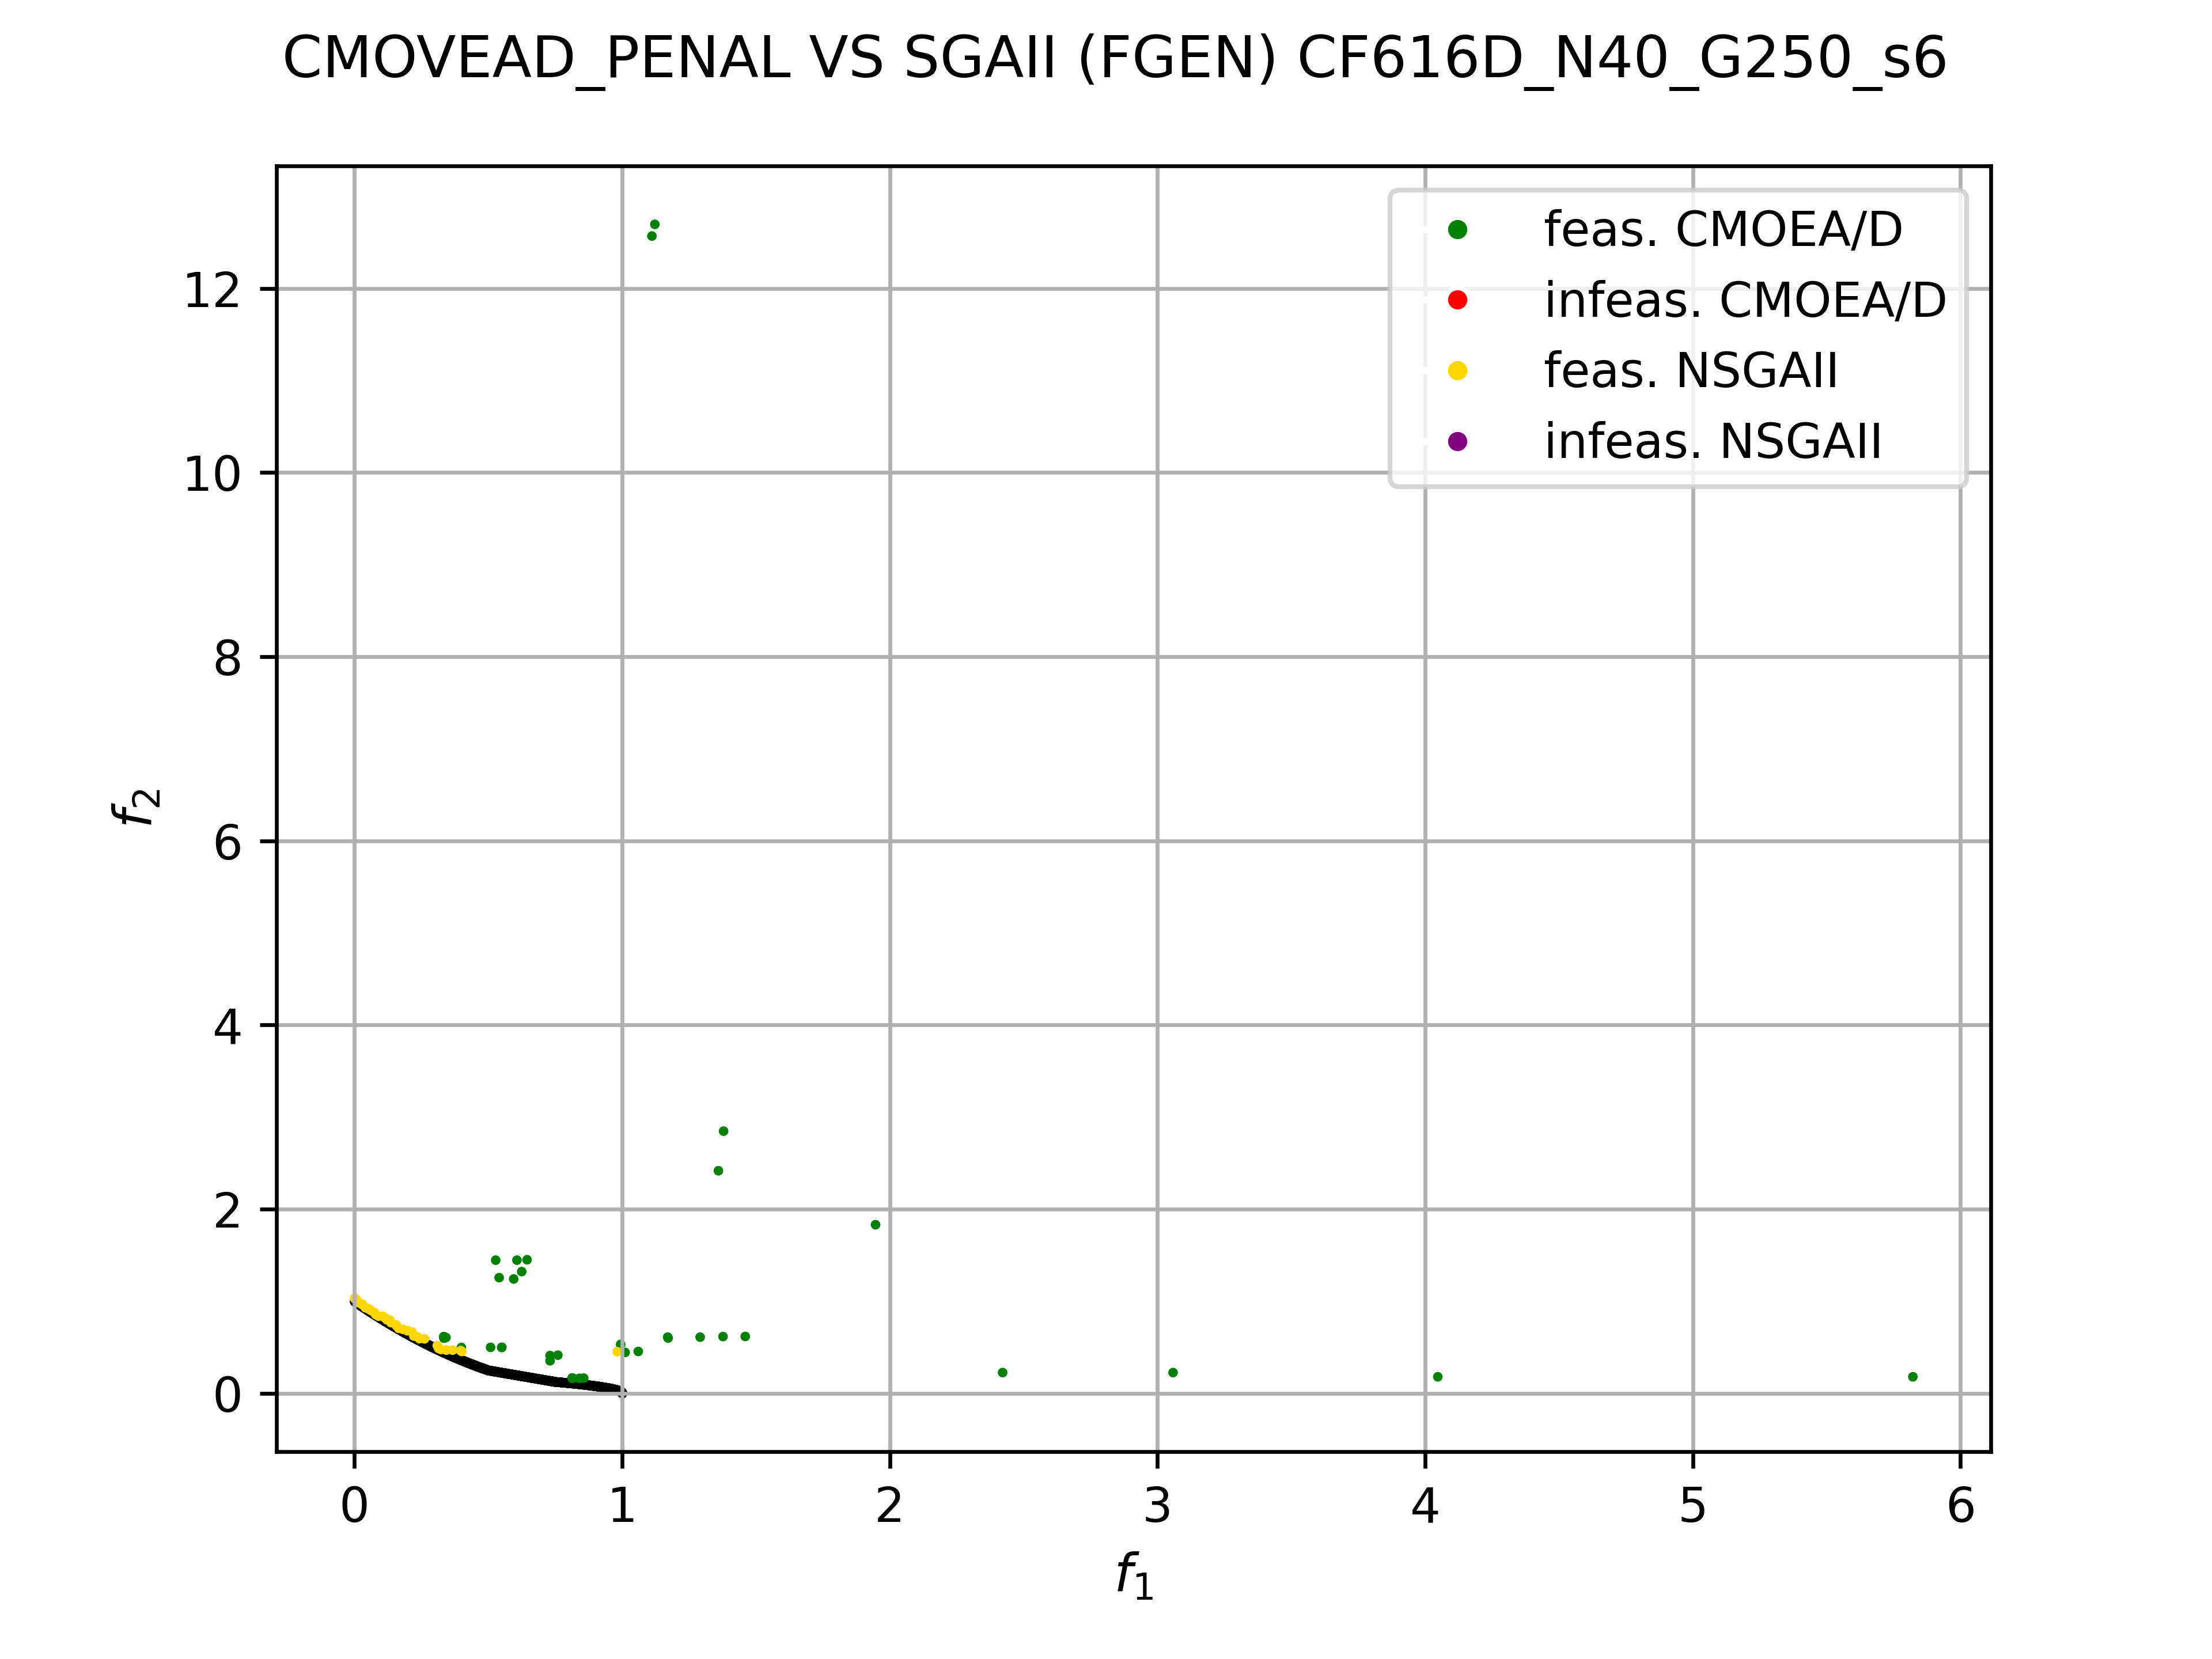 CMOVEAD_PENAL VS SGAII (FGEN) CF616D_N40_G250_s6
feas. CMOEA/D
infeas. CMOEA/D
feas. NSGAII
infeas. NSGAII
12
10
8
6
4
2
0
f2
0 1 2 3 4 5 6
f1